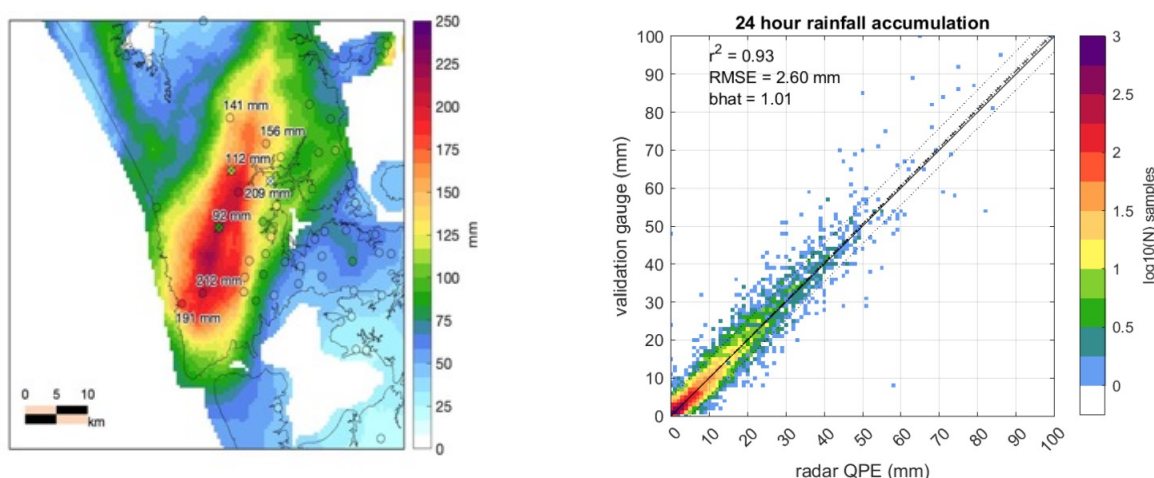 250
225
200
175
150
125
100
75
50
25
0
mm
141 mm
156 mm
112 mm
209 mm
92 mm
212 mm
191 mm
0 5 10
km
24 hour rainfall accumulation
r² = 0.93
RMSE = 2.60 mm
bhat = 1.01
validation gauge (mm)
100
90
80
70
60
50
40
30
20
10
0
0 10 20 30 40 50 60 70 80 90 100
radar QPE (mm)
3
2.5
2
1.5
1
0.5
0
log10(N) samples